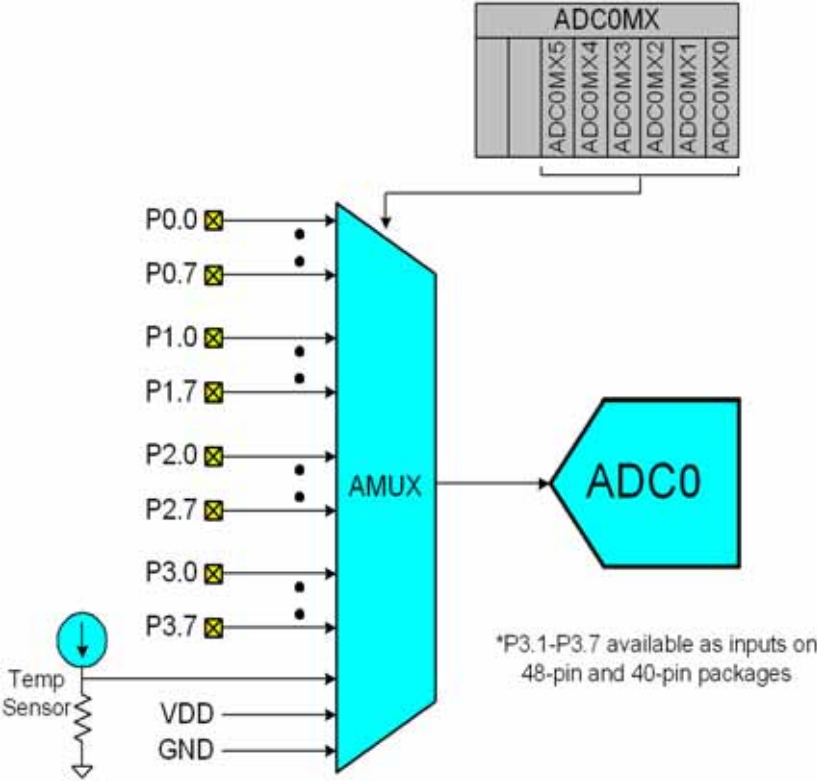 ADC0MX
ADC0MX5
ADC0MX4
ADC0MX3
ADC0MX2
ADC0MX1
ADC0MX0
P0.0
P0.7
P1.0
P1.7
P2.0
P2.7
P3.0
P3.7
AMUX
ADC0
Temp
Sensor
VDD
GND
*P3.1-P3.7 available as inputs on
48-pin and 40-pin packages